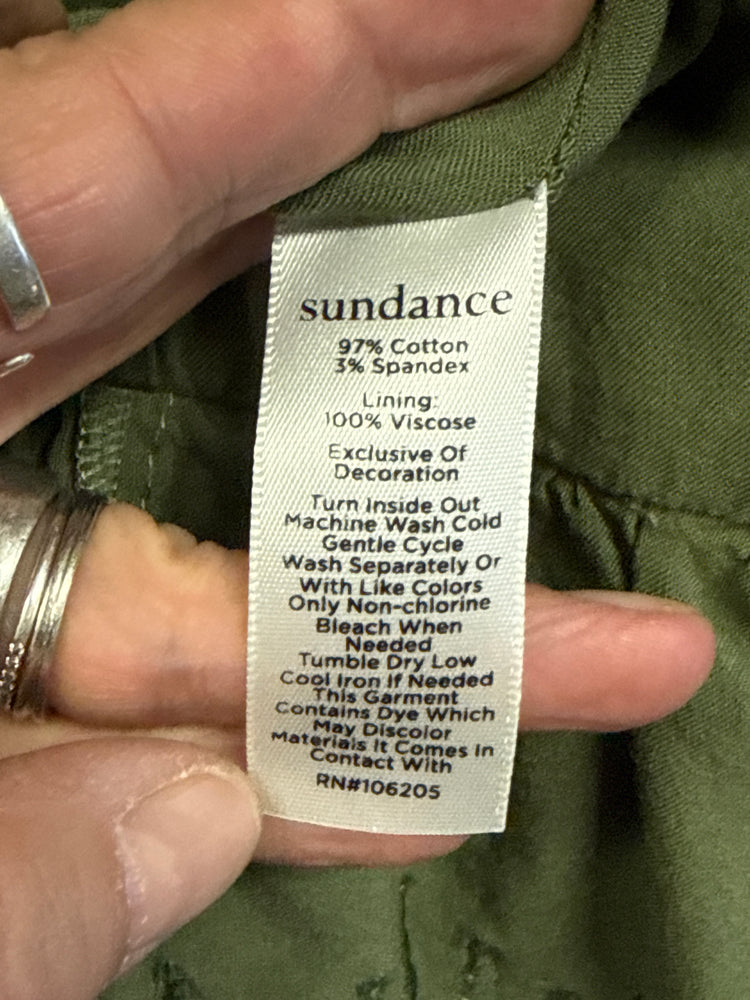 sundance
97% Cotton
3% Spandex
Lining:
100% Viscose
Exclusive Of
Decoration
Turn Inside Out
Machine Wash Cold
Gentle Cycle
Wash Separately Or
With Like Colors
Only Non-chlorine
Bleach When
Needed
Tumble Dry Low
Cool Iron If Needed
This Garment
Contains Dye Which
May Discolor
Materials It Comes In
Contact With
RN#106205